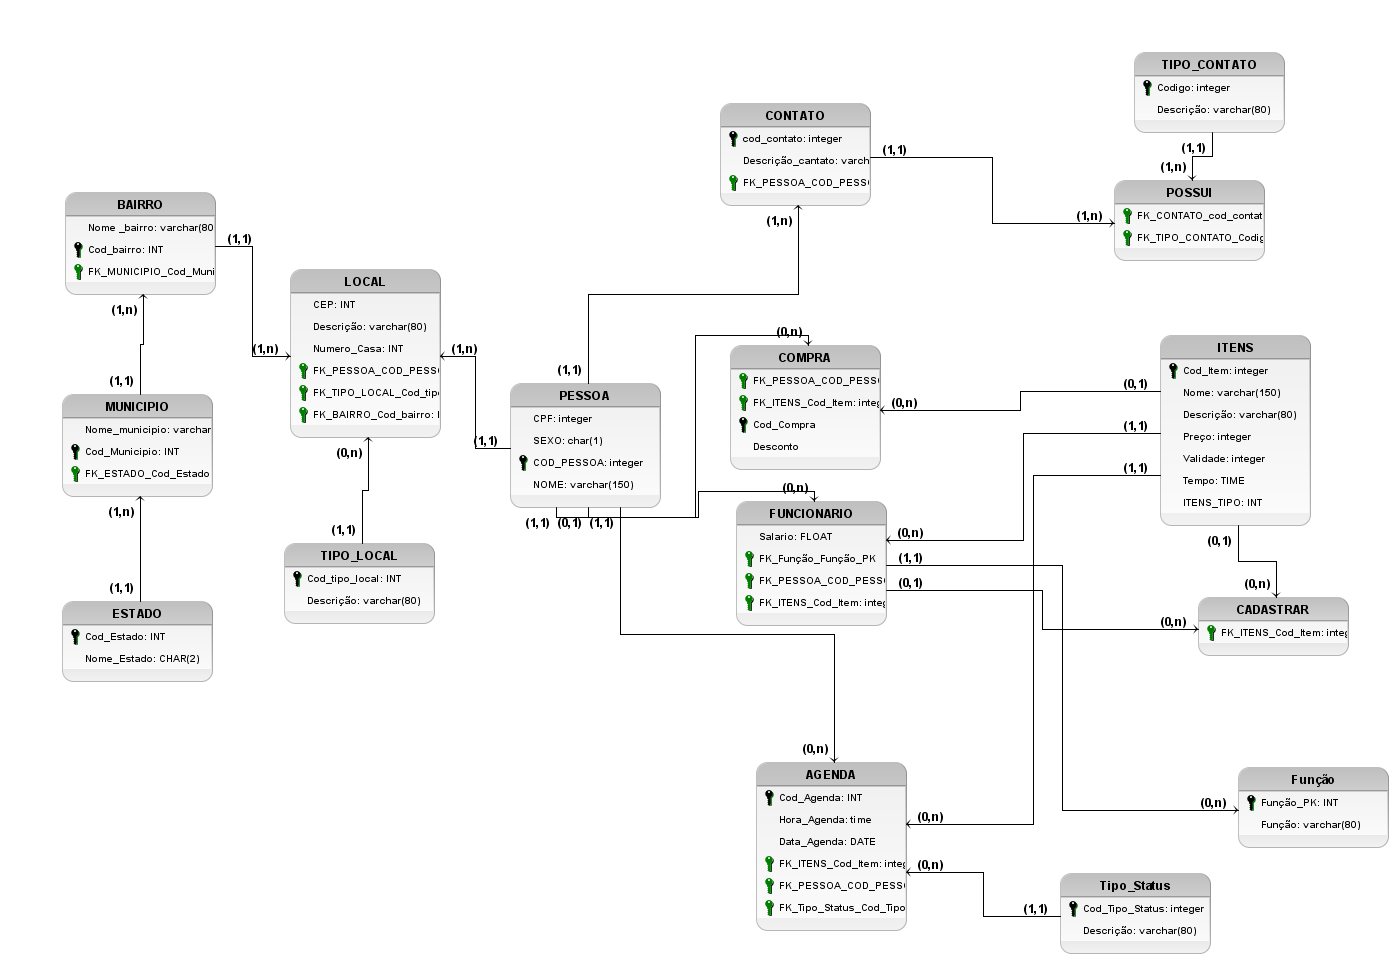 TIPO_CONTATO
Codigo: integer
Descrição: varchar(80)
(1,1)
(1,n)
CONTATO
cod_contato: integer
Descrição_cantato: varch
FK_PESSOA_COD_PESS
(1,1)
(1,n)
(1,n)
POSSUI
FK_CONTATO_cod_contat
FK_TIPO_CONTATO_Codig
BAIRRO
Nome _bairro: varchar(80
Cod_bairro: INT
FK_MUNICIPIO_Cod_Muni
(1,1)
(1,n)
(1,n)
LOCAL
CEP: INT
Descrição: varchar(80)
Numero_Casa: INT
FK_PESSOA_COD_PESS
FK_TIPO_LOCAL_Cod_tip
FK_BAIRRO_Cod_bairro: I
(1,n)
(1,1)
(0,n)
(1,1)
PESSOA
CPF: integer
SEXO: char(1)
COD_PESSOA: integer
NOME: varchar(150)
(1,1)
(1,1)
(0,1)
(1,1)
(0,n)
COMPRA
FK_PESSOA_COD_PESS
FK_ITENS_Cod_Item: integ
Cod_Compra
Desconto
(0,n)
ITENS
Cod_Item: integer
Nome: varchar(150)
Descrição: varchar(80)
Preço: integer
Validade: integer
Tempo: TIME
ITENS_TIPO: INT
(0,1)
(1,1)
(1,1)
(0,1)
(1,1)
MUNICIPIO
Nome_municipio: varchar
Cod_Municipio: INT
FK_ESTADO_Cod_Estado
(1,n)
(1,1)
ESTADO
Cod_Estado: INT
Nome_Estado: CHAR(2)
TIPO_LOCAL
Cod_tipo_local: INT
Descrição: varchar(80)
(0,n)
FUNCIONARIO
Salario: FLOAT
FK_Função_Função_PK
FK_PESSOA_COD_PESS
FK_ITENS_Cod_Item: integ
(0,n)
(1,1)
(0,1)
(0,n)
(0,n)
CADASTRAR
FK_ITENS_Cod_Item: integ
(0,n)
AGENDA
Cod_Agenda: INT
Hora_Agenda: time
Data_Agenda: DATE
FK_ITENS_Cod_Item: integ
FK_PESSOA_COD_PESS
FK_Tipo_Status_Cod_Tipo
(0,n)
(0,n)
(0,n)
Função
Função_PK: INT
Função: varchar(80)
(1,1)
Tipo_Status
Cod_Tipo_Status: integer
Descrição: varchar(80)